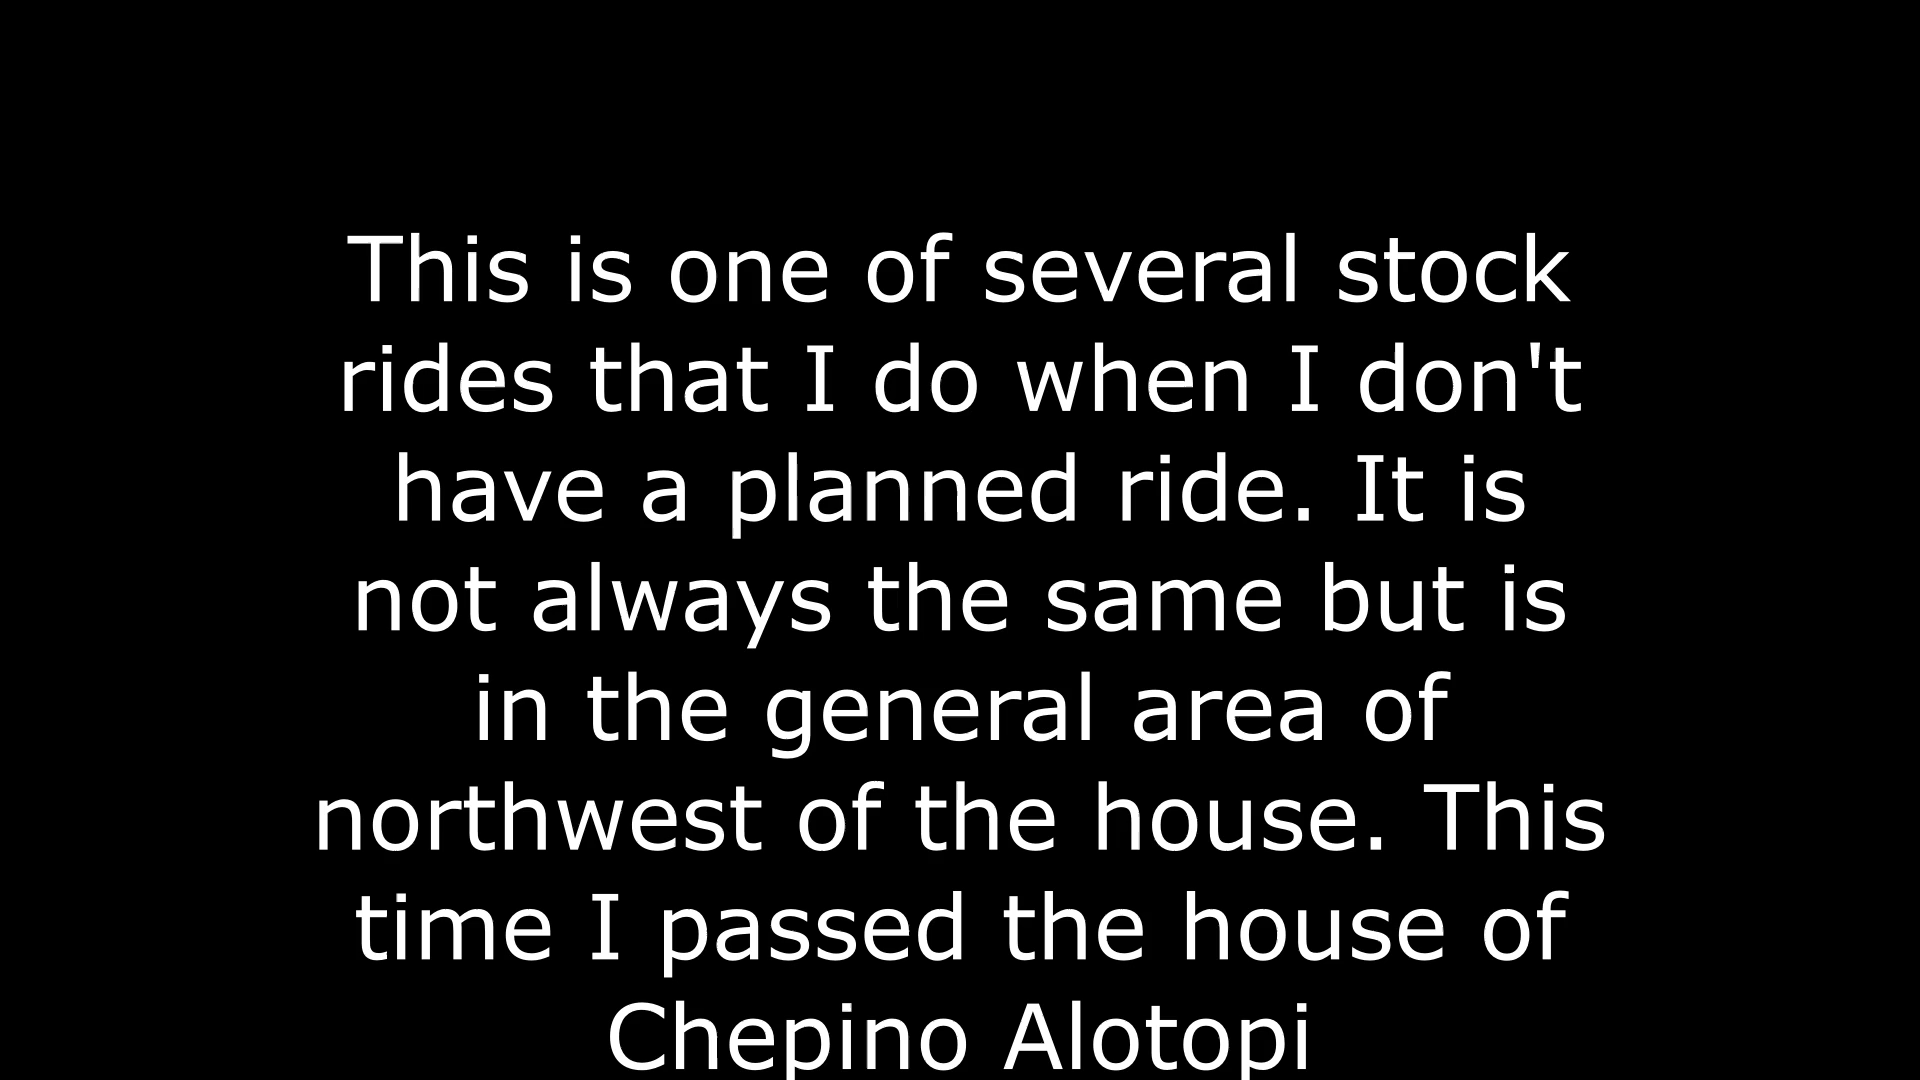 This is one of several stock
rides that I do when I don't
have a planned ride. It is
not always the same but is
in the general area of
northwest of the house. This
time I passed the house of
Chepino Alotopi